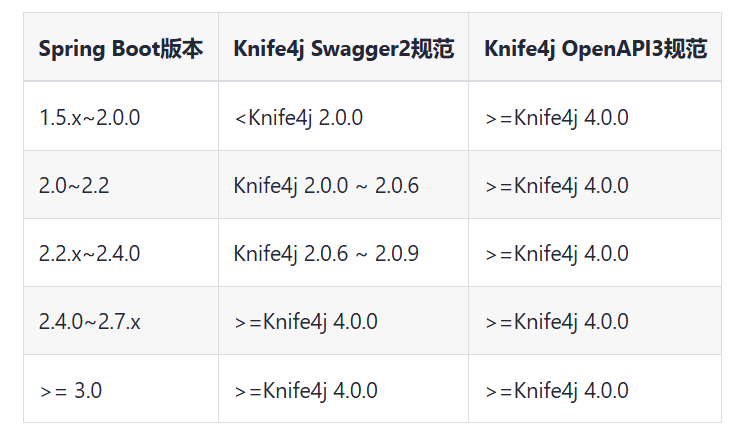 Spring Boot版本 Knife4j Swagger2规范 Knife4j OpenAPI3规范
1.5.x~2.0.0 <Knife4j 2.0.0 >=Knife4j 4.0.0
2.0~2.2 Knife4j 2.0.0 ~ 2.0.6 >=Knife4j 4.0.0
2.2.x~2.4.0 Knife4j 2.0.6 ~ 2.0.9 >=Knife4j 4.0.0
2.4.0~2.7.x >=Knife4j 4.0.0 >=Knife4j 4.0.0
>= 3.0 >=Knife4j 4.0.0 >=Knife4j 4.0.0